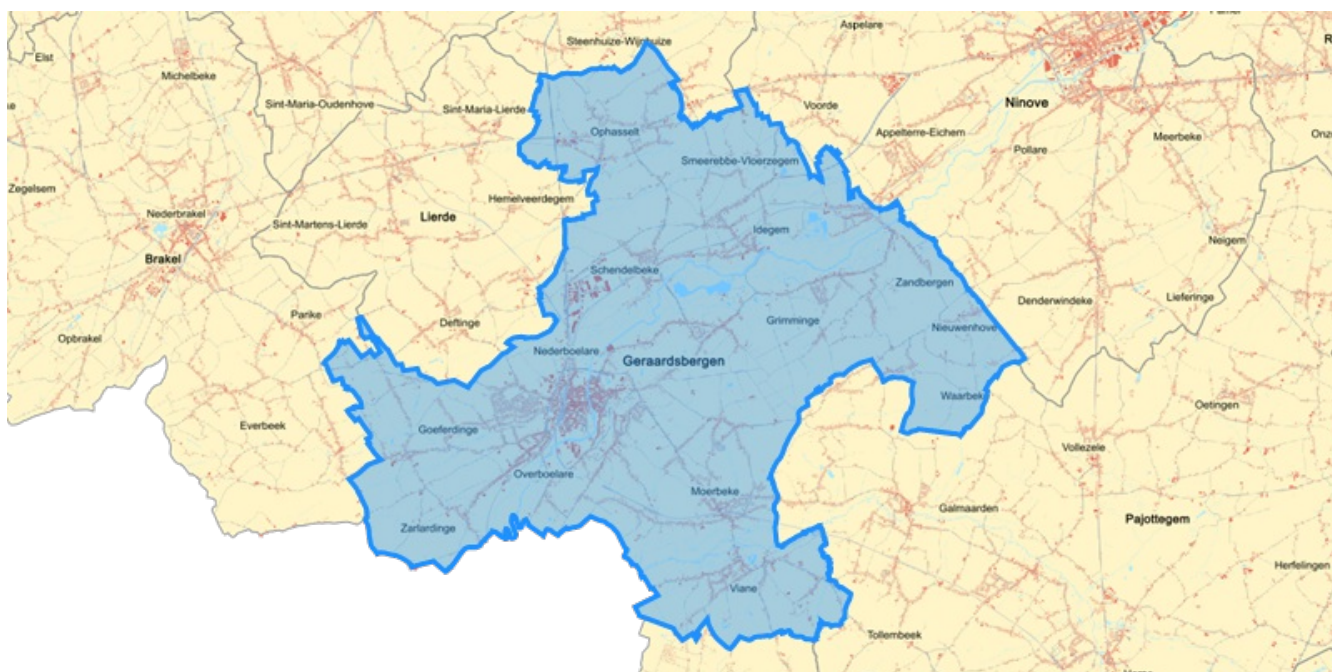 Steenhuize-Wijnhuize
Aspelare
Elst
Michelbeke
Sint-Maria-Oudenhove
Sint-Maria-Lierde
Voorde
Ninove
Ophasselt
Appelterre-Eichem
Meerbeke
Pollare
Smeerebbe-Vloerzegem
Zegelsem
Hemelveerdegem
Nederbrakel
Lierde
Sint-Martens-Lierde
Idegem
Neigem
Brakel
Schendelbeke
Zandbergen
Denderwindeke
Lieferinge
Parike
Deftinge
Grimminge
Nieuwenhove
Opbrakel
Nederboelare
Geraardsbergen
Waarbek
Oetingen
Everbeek
Goeferdinge
Vollezele
Overboelare
Moerbeke
Galmaarden
Pajottegem
Zarlardinge
Herfelingen
Viane
Tollembeek